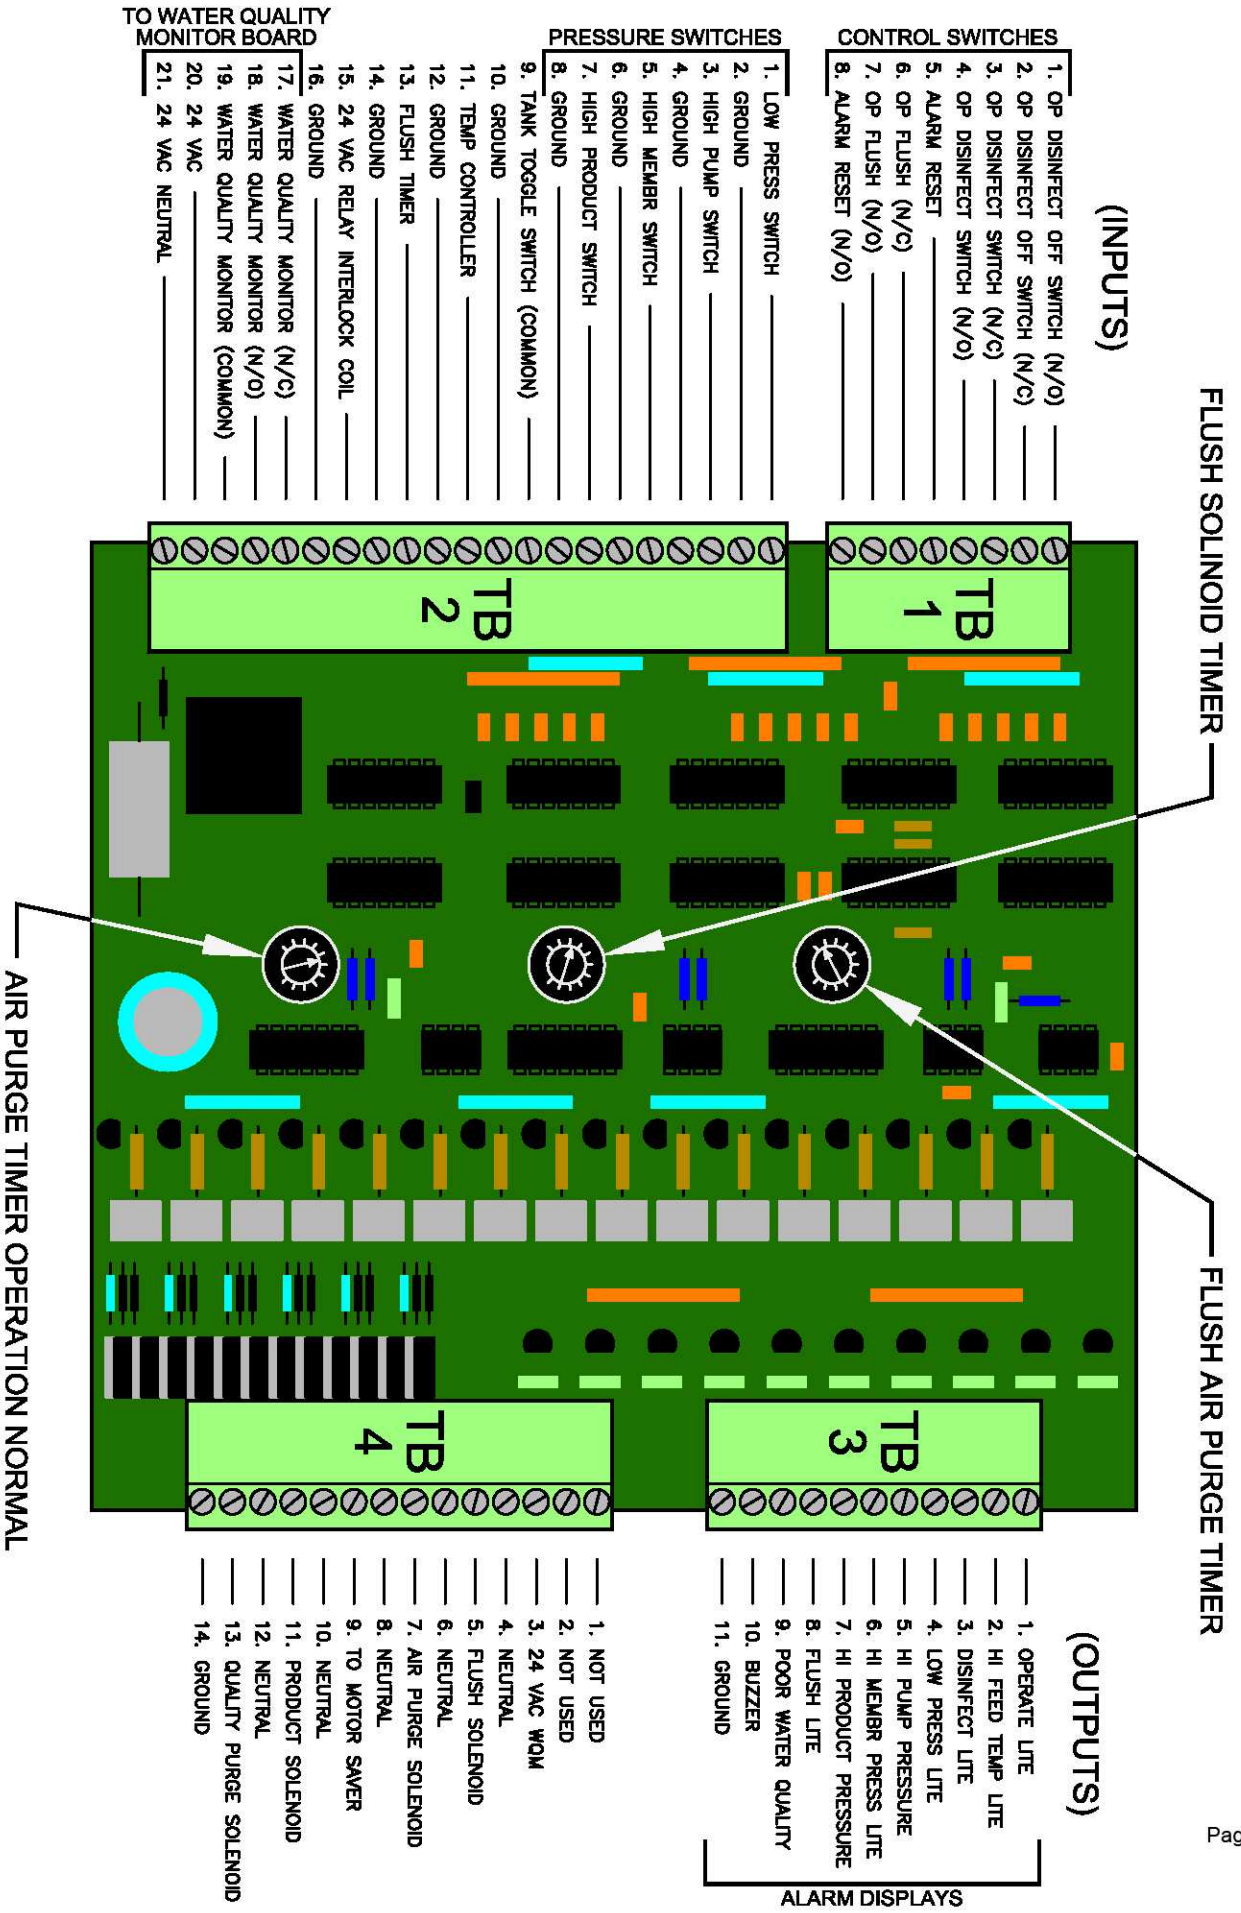 (INPUTS)
CONTROL SWITCHES
1. OP DISINFECT OFF SWITCH (N/O)
2. OP DISINFECT OFF SWITCH (N/C)
3. OP DISINFECT SWITCH (N/C)
4. OP DISINFECT SWITCH (N/O)
5. ALARM RESET
6. OP FLUSH (N/C)
7. OP FLUSH (N/O)
8. ALARM RESET (N/O)
PRESSURE SWITCHES
1. LOW PRESS SWITCH
2. GROUND
3. HIGH PUMP SWITCH
4. GROUND
5. HIGH MEMBR SWITCH
6. GROUND
7. HIGH PRODUCT SWITCH
8. GROUND
9. TANK TOGGLE SWITCH (COMMON)
10. GROUND
11. TEMP CONTROLLER
12. GROUND
13. FLUSH TIMER
14. GROUND
15. 24 VAC RELAY INTERLOCK COIL
16. GROUND
TO WATER QUALITY
MONITOR BOARD
17. WATER QUALITY MONITOR (N/C)
18. WATER QUALITY MONITOR (N/O)
19. WATER QUALITY MONITOR (COMMON)
20. 24 VAC
21. 24 VAC NEUTRAL
FLUSH SOLINOID TIMER
FLUSH AIR PURGE TIMER
AIR PURGE TIMER OPERATION NORMAL
TB
1
TB
2
TB
3
TB
4
(OUTPUTS)
1. OPERATE LITE
2. HI FEED TEMP LITE
3. DISINFECT LITE
4. LOW PRESS LITE
5. HI PUMP PRESSURE
6. HI MEMBR PRESS LITE
7. HI PRODUCT PRESSURE
8. FLUSH LITE
9. POOR WATER QUALITY
10. BUZZER
11. GROUND
ALARM DISPLAYS
1. NOT USED
2. NOT USED
3. 24 VAC WQM
4. NEUTRAL
5. FLUSH SOLENOID
6. NEUTRAL
7. AIR PURGE SOLENOID
8. NEUTRAL
9. TO MOTOR SAVER
10. NEUTRAL
11. PRODUCT SOLENOID
12. NEUTRAL
13. QUALITY PURGE SOLENOID
14. GROUND
Pag